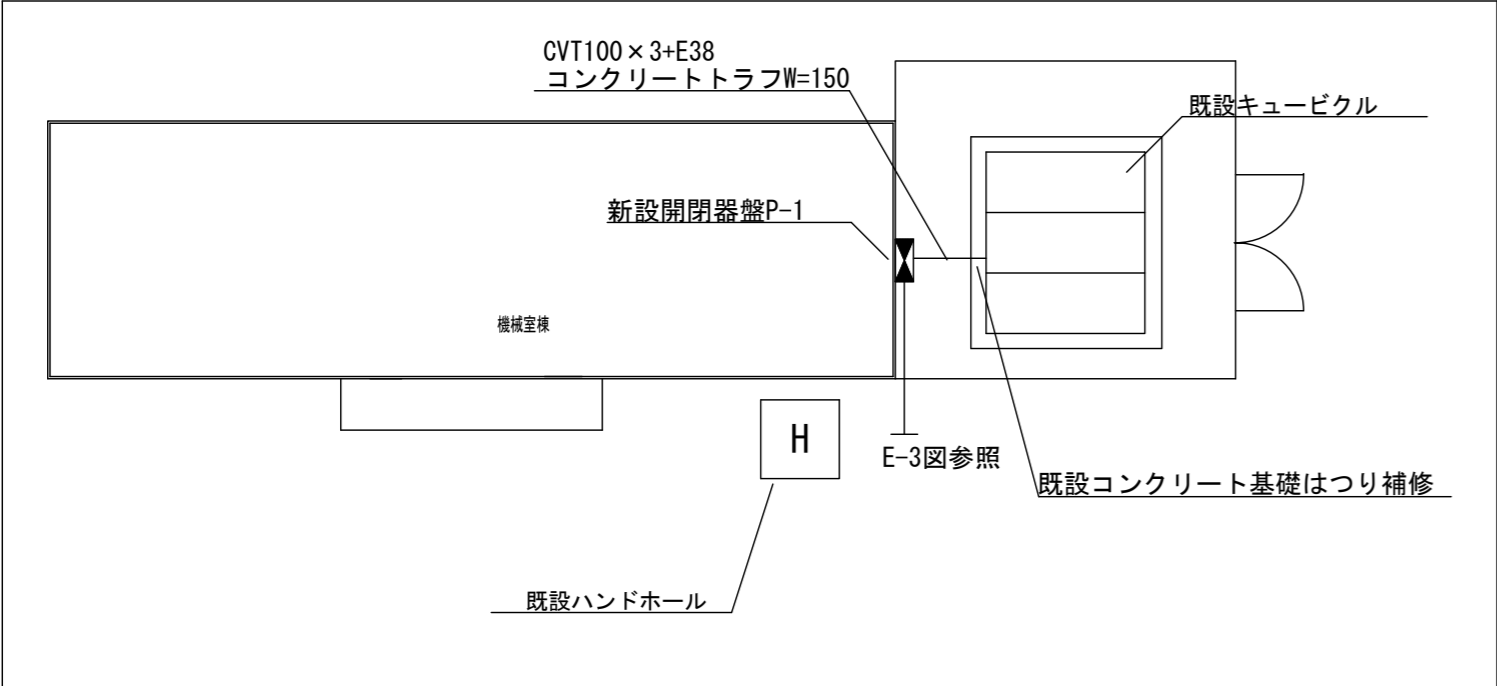 CVT100×3+E38
コンクリートトラフW=150
既設キュービクル
新設開閉器盤P-1
機械室棟
H
E-3図参照
既設コンクリート基礎はつり補修
既設ハンドホール